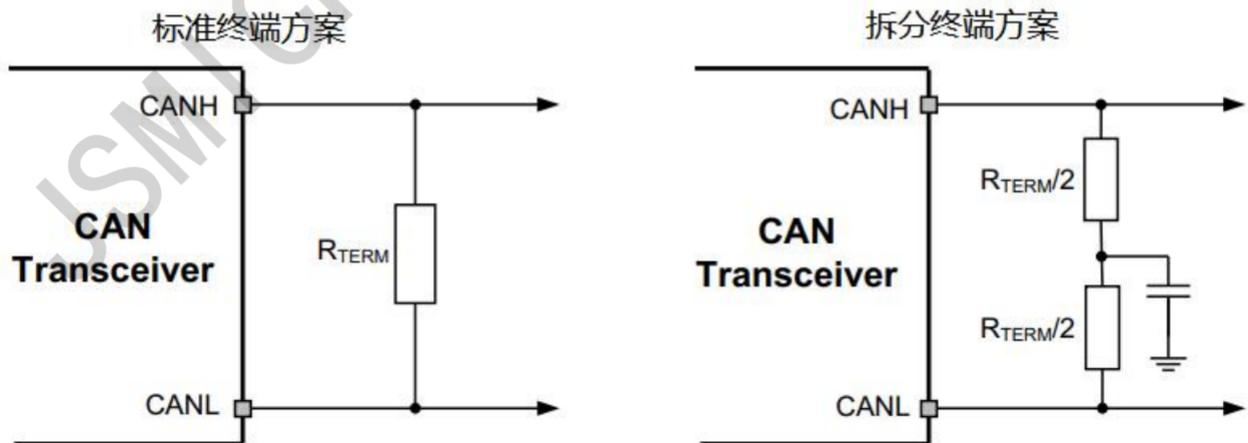 标准终端方案
CANH
CAN
Transceiver
RTERM
CANL
拆分终端方案
CANH
RTERM/2
CAN
Transceiver
RTERM/2
CANL